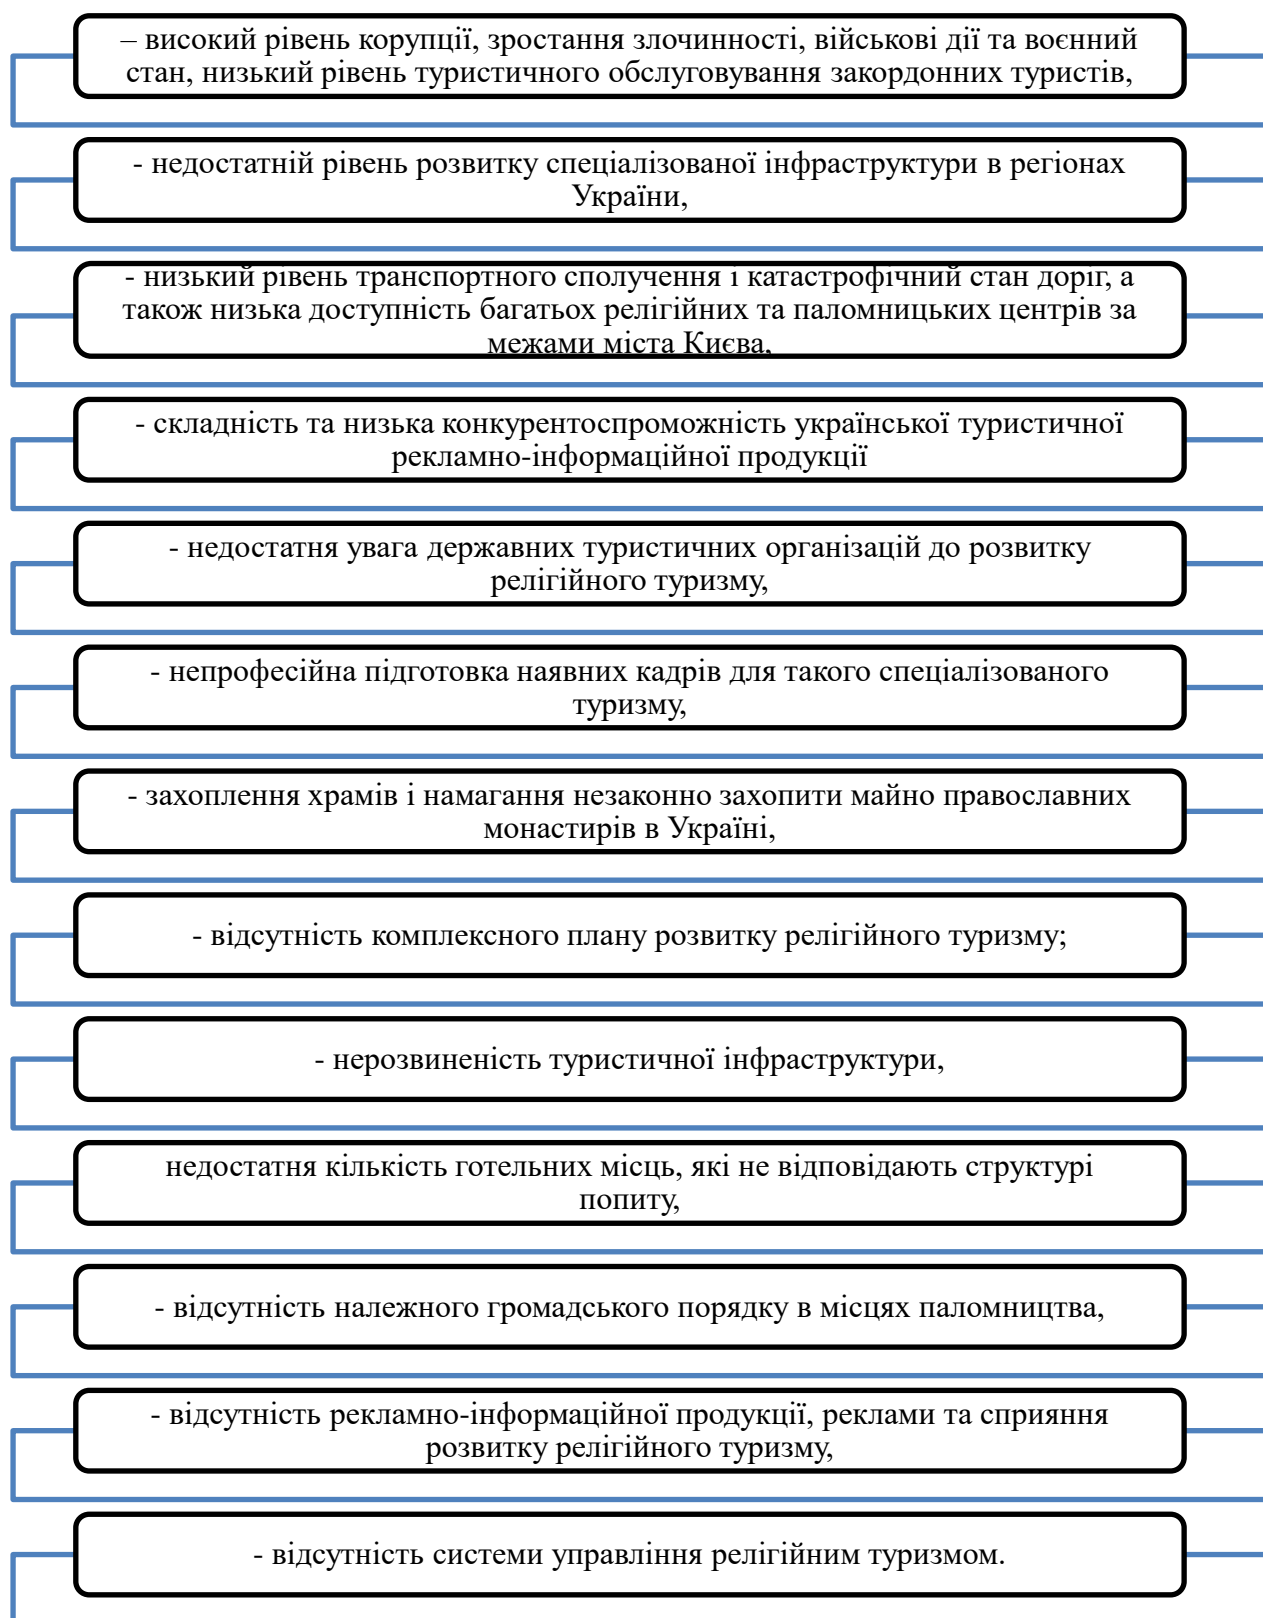 – високий рівень корупції, зростання злочинності, військові дії та воєнний
стан, низький рівень туристичного обслуговування закордонних туристів,
- недостатній рівень розвитку спеціалізованої інфраструктури в регіонах
України,
- низький рівень транспортного сполучення і катастрофічний стан доріг, а
також низька доступність багатьох релігійних та паломницьких центрів за
межами міста Києва,
- складність та низька конкурентоспроможність української туристичної
рекламно-інформаційної продукції
- недостатня увага державних туристичних організацій до розвитку
релігійного туризму,
- непрофесійна підготовка наявних кадрів для такого спеціалізованого
туризму,
- захоплення храмів і намагання незаконно захопити майно православних
монастирів в Україні,
- відсутність комплексного плану розвитку релігійного туризму;
- нерозвиненість туристичної інфраструктури,
недостатня кількість готельних місць, які не відповідають структурі
попиту,
- відсутність належного громадського порядку в місцях паломництва,
- відсутність рекламно-інформаційної продукції, реклами та сприяння
розвитку релігійного туризму,
- відсутність системи управління релігійним туризмом.